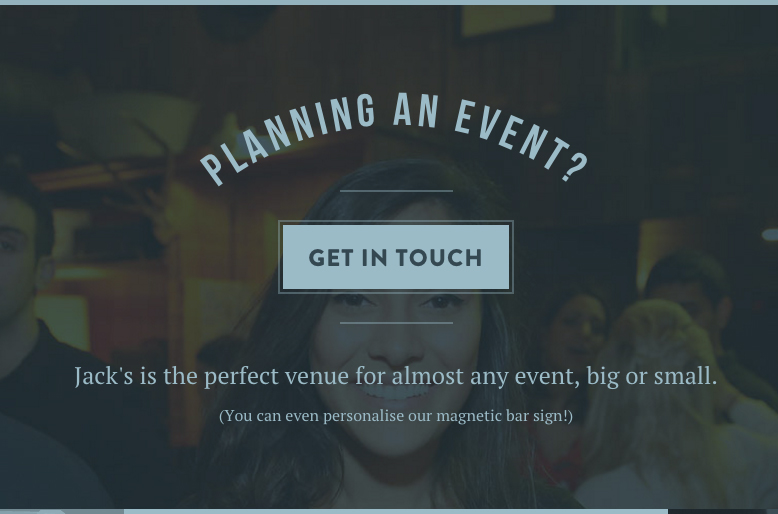 PLANNING AN EVENT?
GET IN TOUCH
Jack's is the perfect venue for almost any event, big or small.
(You can even personalise our magnetic bar sign!)